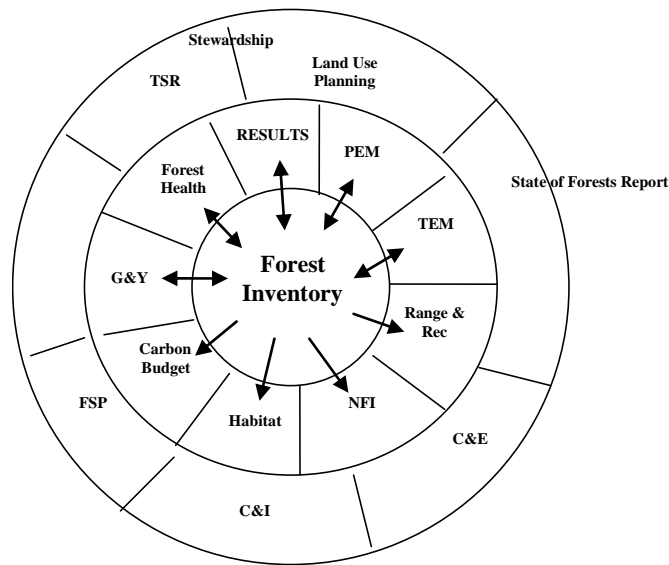 Stewardship
Land Use
Planning
TSR
RESULTS
PEM
Forest
Health
State of Forests Report
TEM
Forest
Inventory
G&Y
Range &
Rec
Carbon
Budget
FSP
NFI
Habitat
C&E
C&I